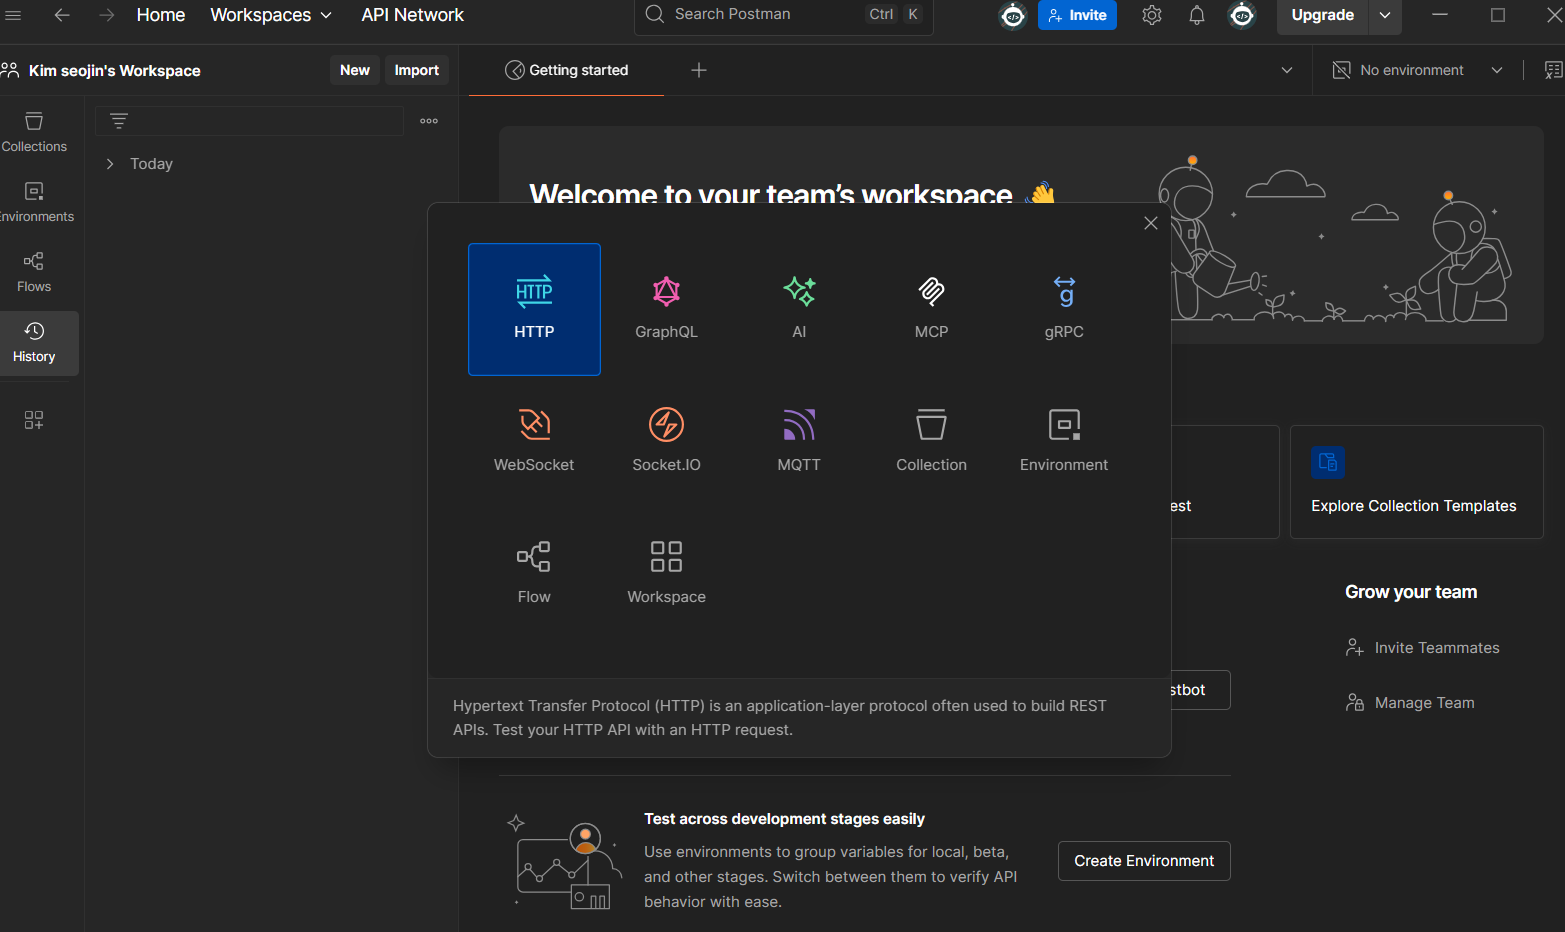 Home Workspaces API Network Search Postman Ctrl K Invite Upgrade
Kim seojin's Workspace New Import Getting started No environment
Collections
Environments
Flows
History
Today
Welcome to your team's workspace
HTTP
HTTP GraphQL AI MCP gRPC
WebSocket Socket.IO MQTT Collection Environment
Flow Workspace
Hypertext Transfer Protocol (HTTP) is an application-layer protocol often used to build REST
APIs. Test your HTTP API with an HTTP request.
est
Explore Collection Templates
Grow your team
Invite Teammates
stbot
Manage Team
Test across development stages easily
Use environments to group variables for local, beta,
and other stages. Switch between them to verify API
behavior with ease.
Create Environment